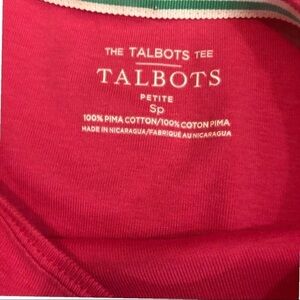 THE TALBOTS TEE
TALBOTS
PETITE
Sp
100% PIMA COTTON/100% COTON PIMA
MADE IN NICARAGUA/FABRIQUÉ AU NICARAGUA